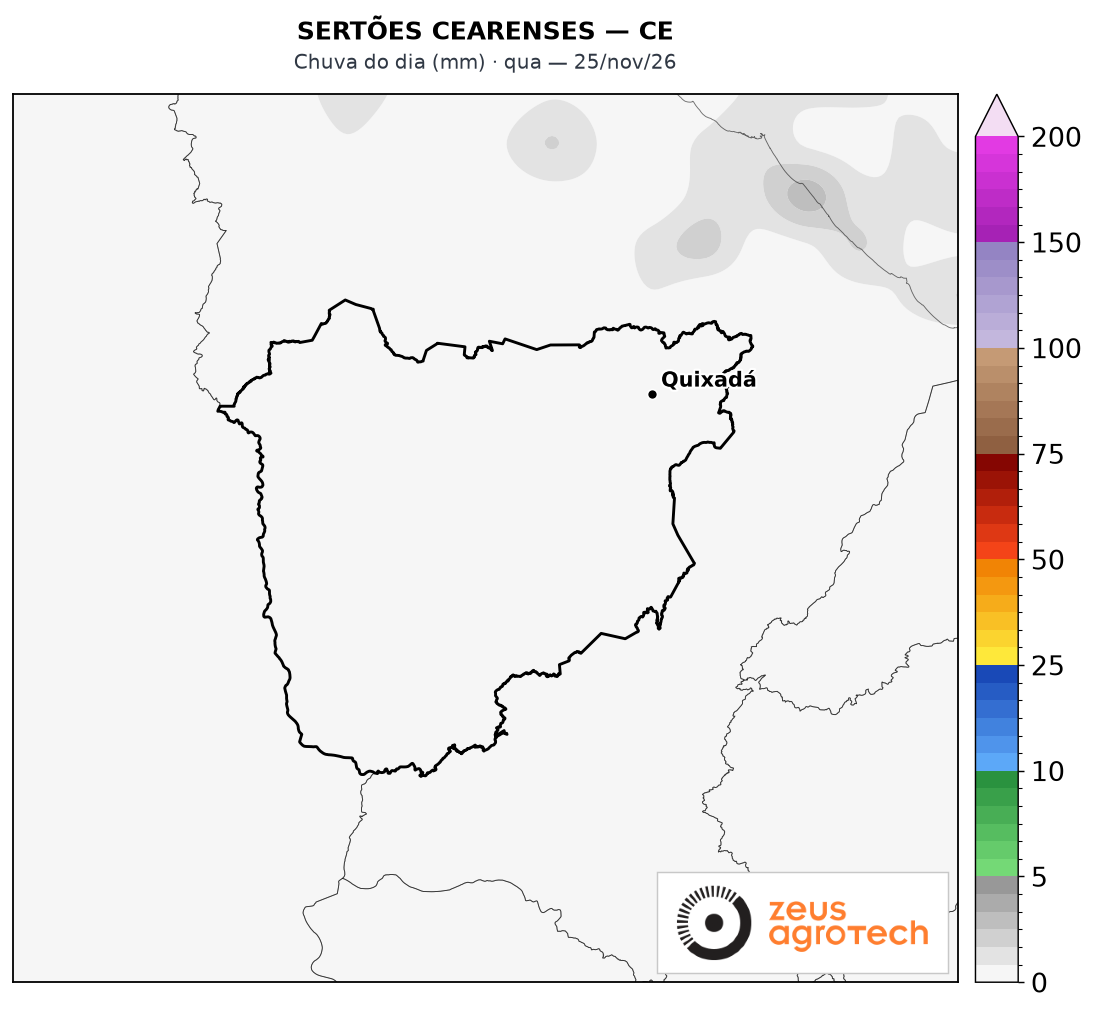 SERTÕES CEARENSES — CE
Chuva do dia (mm) · qua — 25/nov/26
200
150
100
75
50
25
10
5
0
Quixadá
zeus
agrotech